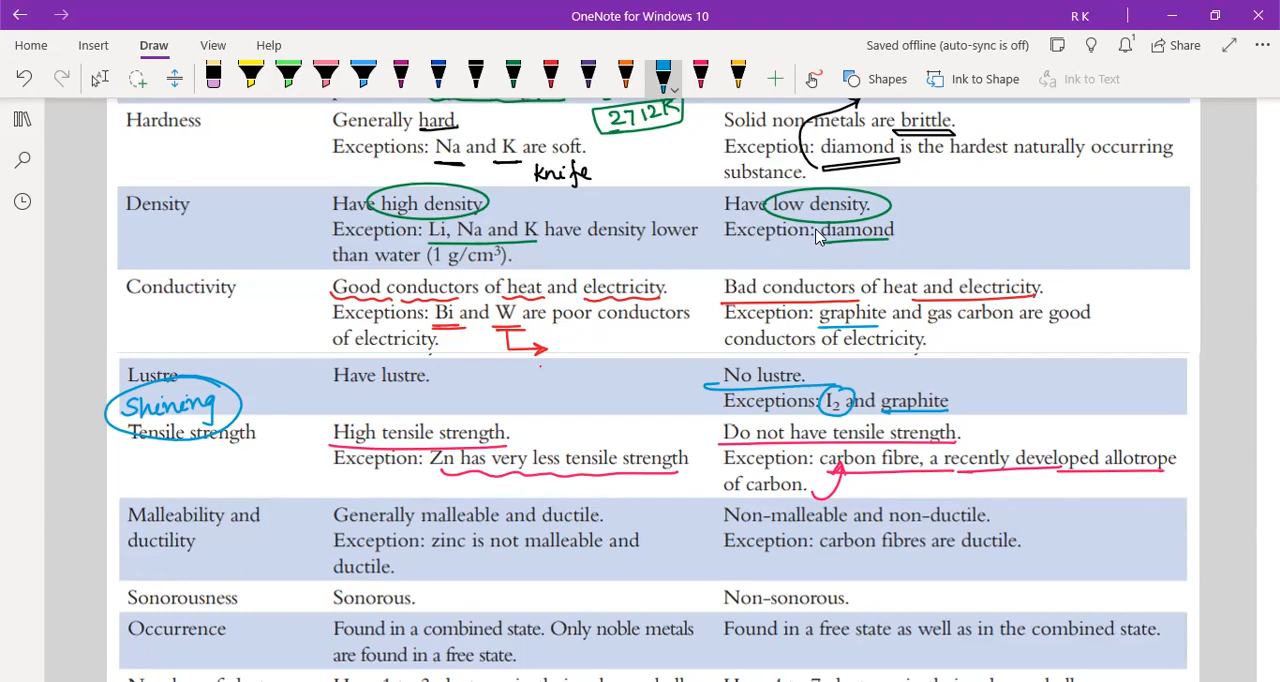 OneNote for Windows 10
R K
Home Insert Draw View Help
Saved offline (auto-sync is off)
Share
Shapes
Ink to Shape
Ink to Text
2712K
Hardness
Generally hard.
Exceptions: Na and K are soft.
knife
Solid non-metals are brittle.
Exception: diamond is the hardest naturally occurring
substance.
Density
Have high density
Exception: Li, Na and K have density lower
than water (1 g/cm³).
Have low density.
Exception: diamond
Conductivity
Good conductors of heat and electricity.
Exceptions: Bi and W are poor conductors
of electricity.
Bad conductors of heat and electricity.
Exception: graphite and gas carbon are good
conductors of electricity.
Lustre
Shining
Have lustre.
No lustre.
Exceptions: I₂ and graphite
Tensile strength
High tensile strength.
Exception: Zn has very less tensile strength
Do not have tensile strength.
Exception: carbon fibre, a recently developed allotrope
of carbon.
Malleability and
ductility
Generally malleable and ductile.
Exception: zinc is not malleable and
ductile.
Non-malleable and non-ductile.
Exception: carbon fibres are ductile.
Sonorousness
Sonorous.
Non-sonorous.
Occurrence
Found in a combined state. Only noble metals
are found in a free state.
Found in a free state as well as in the combined state.